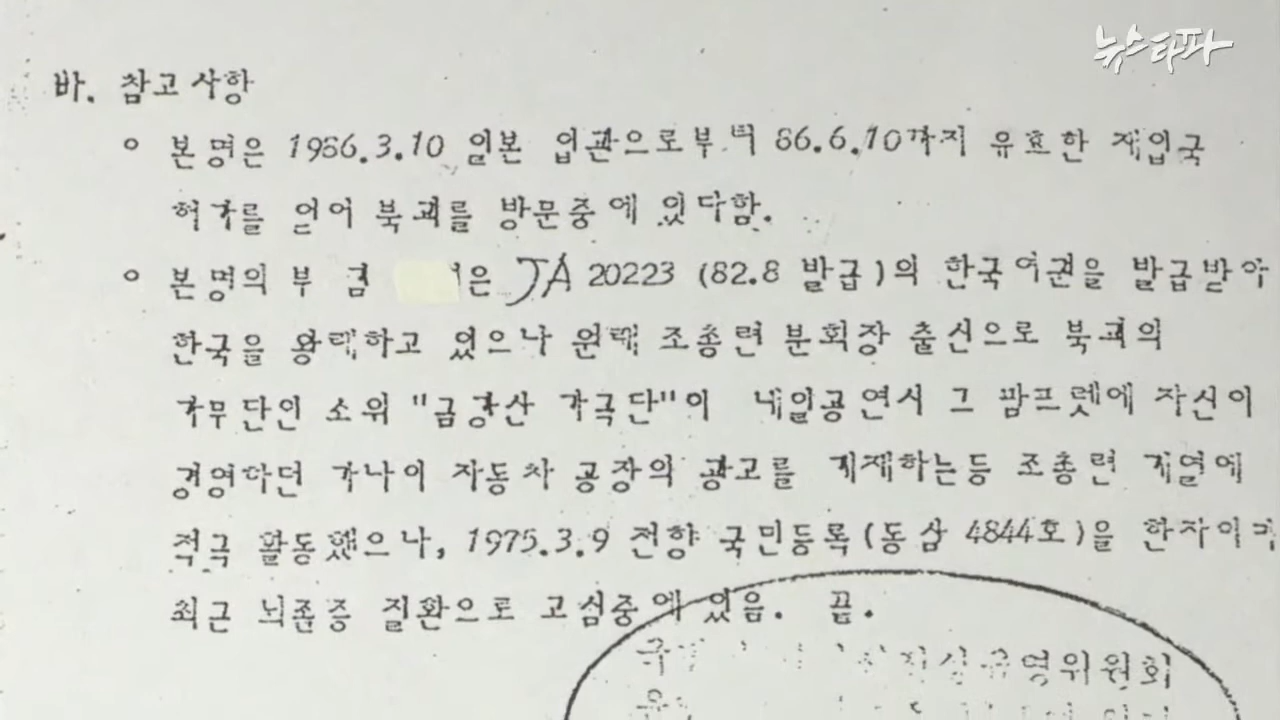 뉴스타파
바. 참고사항
o 본명은 1986.3.10 일본 입관으로부터 86.6.10까지 유효한 재입국
허가를 얻어 북괴를 방문중에 있다함.
o 본명의 부 김 은 JA 20223 (82.8 발급)의 한국여권을 발급받아
한국을 왕래하고 있으나 원래 조총련 분회장 출신으로 북괴의
가무단인 소위 "금강산 가극단"이 내일공연시 그 팜프렛에 자신이
경영하던 가나이 자동차 공장의 광고를 게재하는등 조총련 계열에
적극 활동했으나, 1975.3.9 전향 국민등록(동삼 4844호)을 한자이며
최근 뇌졸증 질환으로 고심중에 있음. 끝.
진실규명위원회